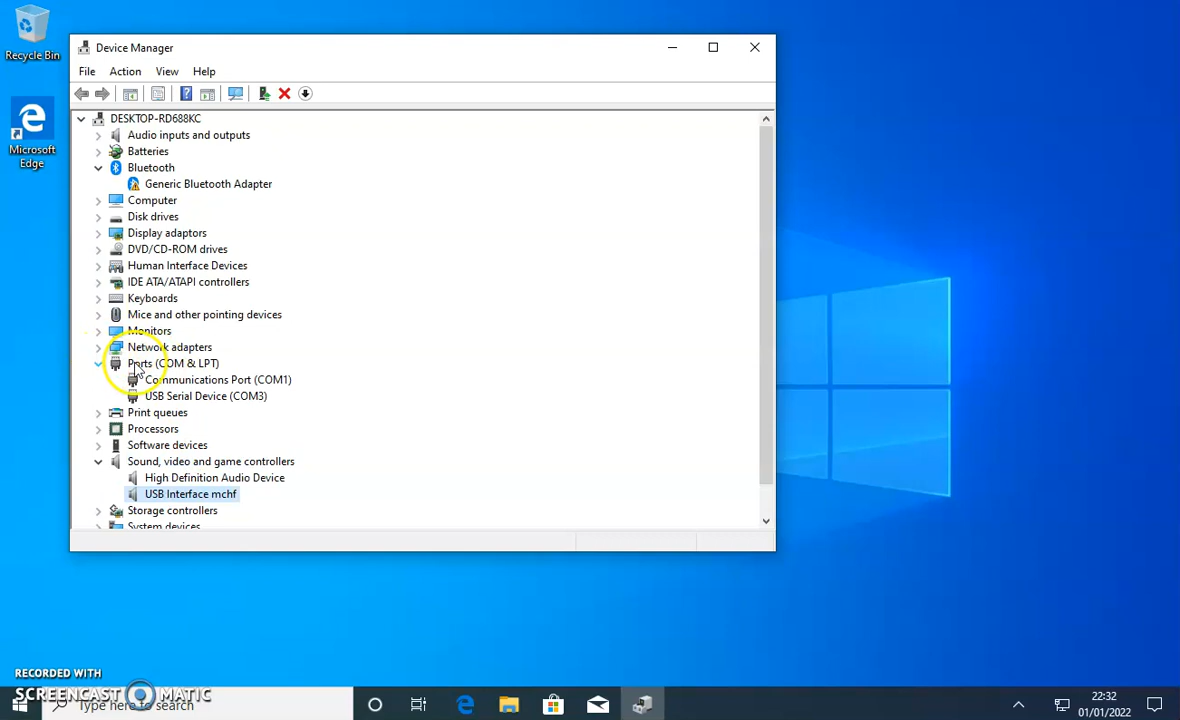 Recycle Bin
Microsoft
Edge
Device Manager
File Action View Help
DESKTOP-RD688KC
Audio inputs and outputs
Batteries
Bluetooth
Generic Bluetooth Adapter
Computer
Disk drives
Display adaptors
DVD/CD-ROM drives
Human Interface Devices
IDE ATA/ATAPI controllers
Keyboards
Mice and other pointing devices
Monitors
Network adapters
Ports (COM & LPT)
Communications Port (COM1)
USB Serial Device (COM3)
Print queues
Processors
Software devices
Sound, video and game controllers
High Definition Audio Device
USB Interface mchf
Storage controllers
System devices
RECORDED WITH
SCREENCAST MATIC
Type here to search
22:32
01/01/2022